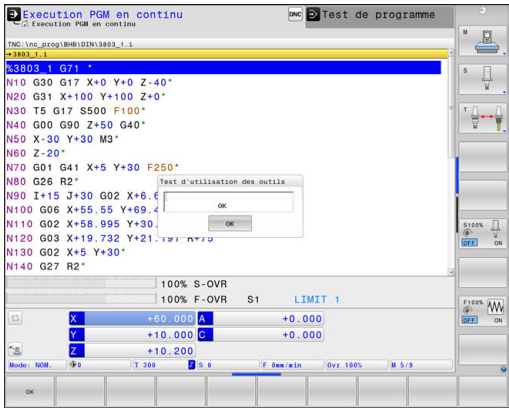 Execution PGM en continu
DNC
Test de programme
Execution PGM en continu
TNC:\nc_prog\BHB\DIN\3803_1.i
→3803_1.i
%3803_1 G71 *
N10 G30 G17 X+0 Y+0 Z-40*
N20 G31 X+100 Y+100 Z+0*
N30 T5 G17 S500 F100*
N40 G00 G90 Z+50 G40*
N50 X-30 Y+30 M3*
N60 Z-20*
N70 G01 G41 X+5 Y+30 F250*
N80 G26 R2*
N90 I+15 J+30 G02 X+6.6
N100 G06 X+55.55 Y+69.4
N110 G02 X+58.995 Y+30.
N120 G03 X+19.732 Y+21.191 R+75*
N130 G02 X+5 Y+30*
N140 G27 R2*
Test d'utilisation des outils
OK
OK
100% S-OVR
100% F-OVR S1 LIMIT 1
X +60.000 A +0.000
Y +10.000 C +0.000
Z +10.200
Mode: NOM. 0 T 300 Z S 0 F 0mm/min Ovr 100% M 5/9
OK
M
S
T
S100%
OFF ON
F100%
OFF ON